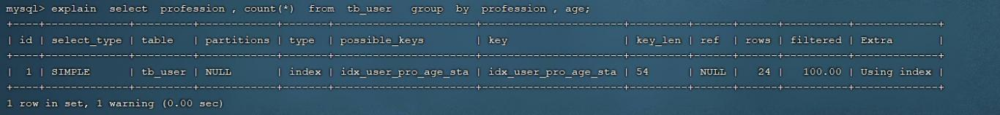 mysql> explain select profession , count(*) from tb_user group by profession , age;
+----+-------------+---------+------------+-------+----------------------+----------------------+---------+------+------+----------+-------------+
| id | select_type | table | partitions | type | possible_keys | key | key_len | ref | rows | filtered | Extra |
+----+-------------+---------+------------+-------+----------------------+----------------------+---------+------+------+----------+-------------+
| 1 | SIMPLE | tb_user | NULL | index | idx_user_pro_age_sta | idx_user_pro_age_sta | 54 | NULL | 24 | 100.00 | Using index |
+----+-------------+---------+------------+-------+----------------------+----------------------+---------+------+------+----------+-------------+
1 row in set, 1 warning (0.00 sec)